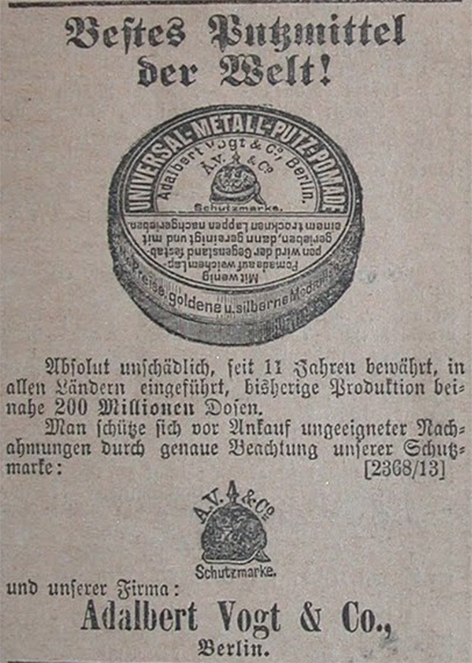 Bestes Putzmittel
der Welt!
UNIVERSAL-METALL-PUTZ-POMADE
Adalbert Vogt & Co, Berlin.
A.V. & Co
Schutzmarke.
Mit wenig
Pomade auf weichem Lap-
pen wird der Gegenstand fest ab
gerieben, dann gereinigt und mit
einem trocknen Lappen nachgerieben
Preise, goldene u. silberne
Absolut unschädlich, seit 11 Jahren bewährt, in
allen Ländern eingeführt, bisherige Produktion bei-
nahe 200 Millionen Dosen.
Man schütze sich vor Ankauf ungeeigneter Nach-
ahmungen durch genaue Beachtung unserer Schutz-
marke: [2368/13]
A.V. & Co
Schutzmarke.
und unserer Firma:
Adalbert Vogt & Co.,
Berlin.